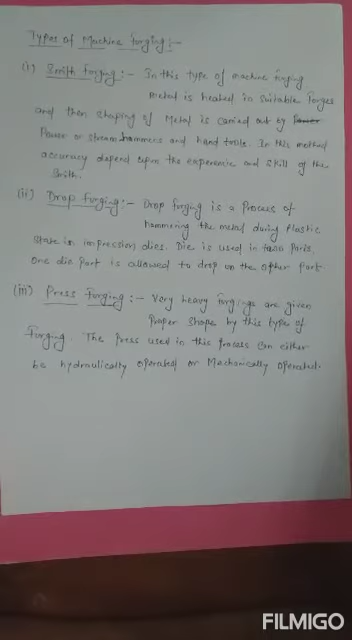 Types of Machine Forging:-
(i) Smith Forging:- In this type of machine forging
metal is heated in suitable forges
and then shaping of Metal is carried out by Power
Power or stream hammers and hand tools. In this method
accuracy depend upon the experience and skill of the
Smith.
(ii) Drop Forging:- Drop forging is a Process of
hammering the metal during Plastic
State in impression dies. Die is used in two Parts.
One die Part is allowed to drop on the other Part
(iii) Press Forging:- Very heavy forgings are given
Proper shape by this types of
forging. The Press used in this Process can either
be hydraulically operated or Mechanically operated.
FILMIGO